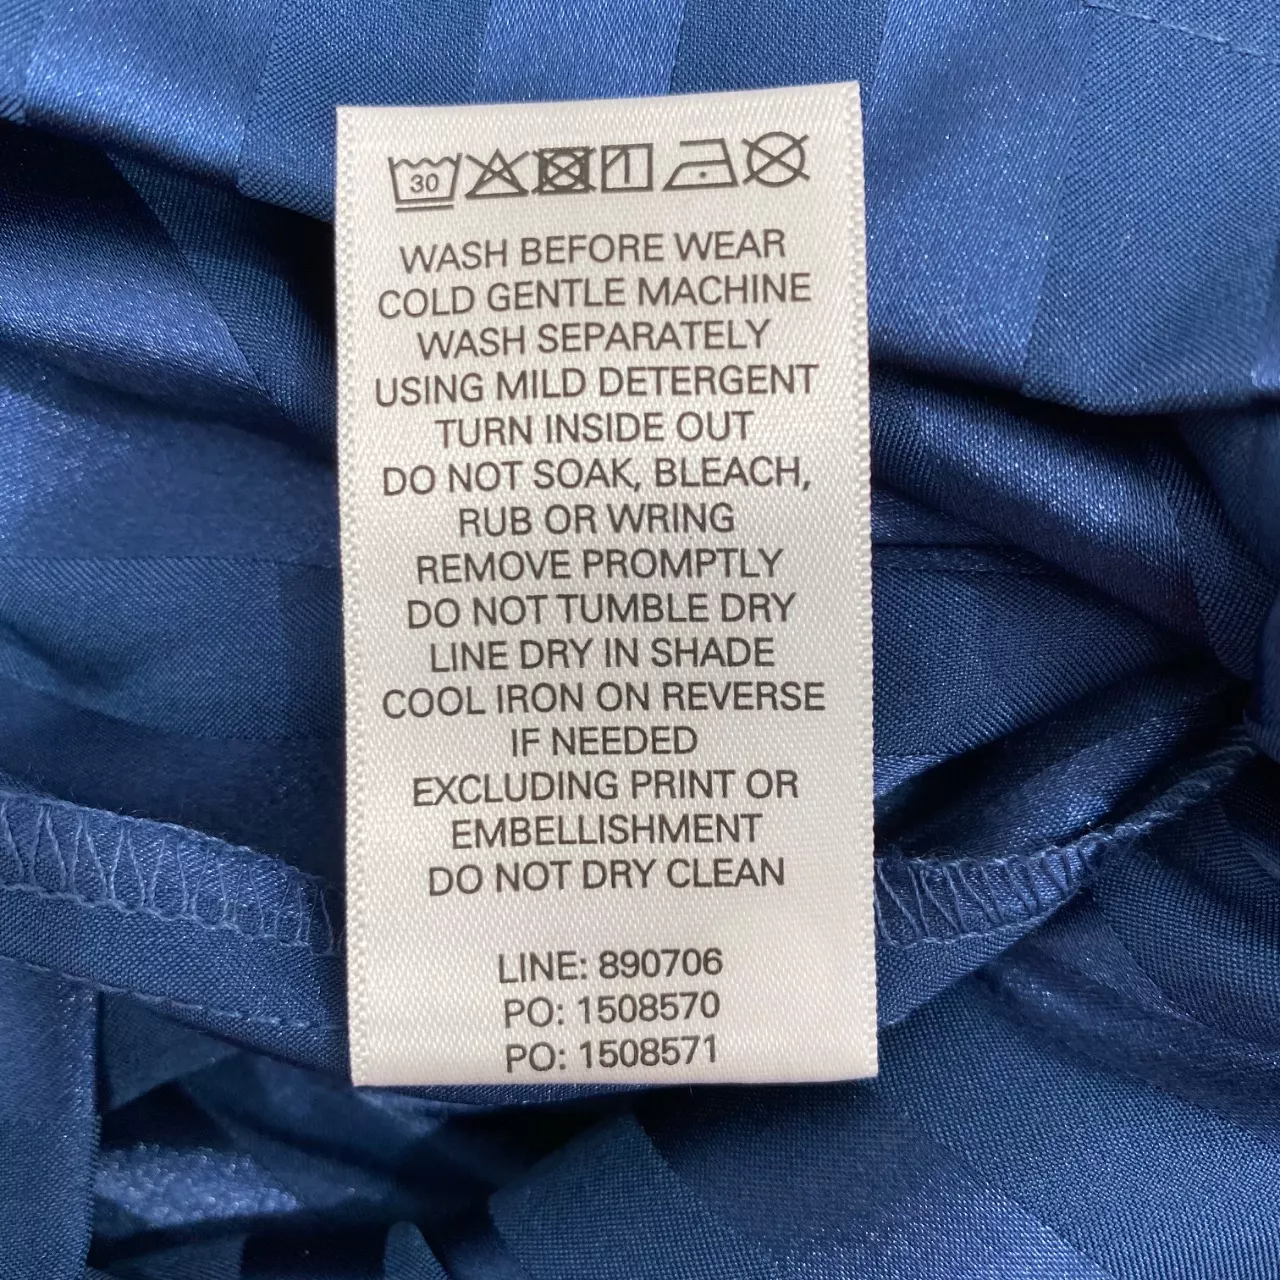 30
WASH BEFORE WEAR
COLD GENTLE MACHINE
WASH SEPARATELY
USING MILD DETERGENT
TURN INSIDE OUT
DO NOT SOAK, BLEACH,
RUB OR WRING
REMOVE PROMPTLY
DO NOT TUMBLE DRY
LINE DRY IN SHADE
COOL IRON ON REVERSE
IF NEEDED
EXCLUDING PRINT OR
EMBELLISHMENT
DO NOT DRY CLEAN
LINE: 890706
PO: 1508570
PO: 1508571